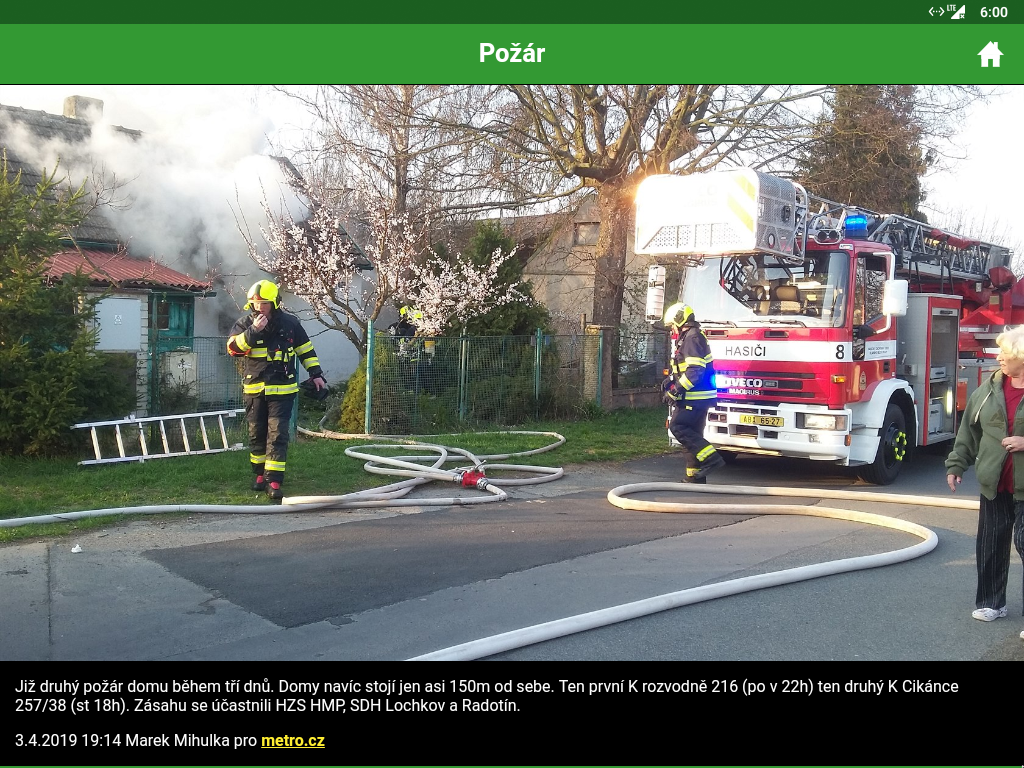 LTE
6:00
Požár
HASIČI
8
IVECO
MAGIRUS
Již druhý požár domu během tří dnů. Domy navíc stojí jen asi 150m od sebe. Ten první K rozvodně 216 (po v 22h) ten druhý K Cikánce
257/38 (st 18h). Zásahu se účastnili HZS HMP, SDH Lochkov a Radotín.
3.4.2019 19:14 Marek Mihulka pro metro.cz